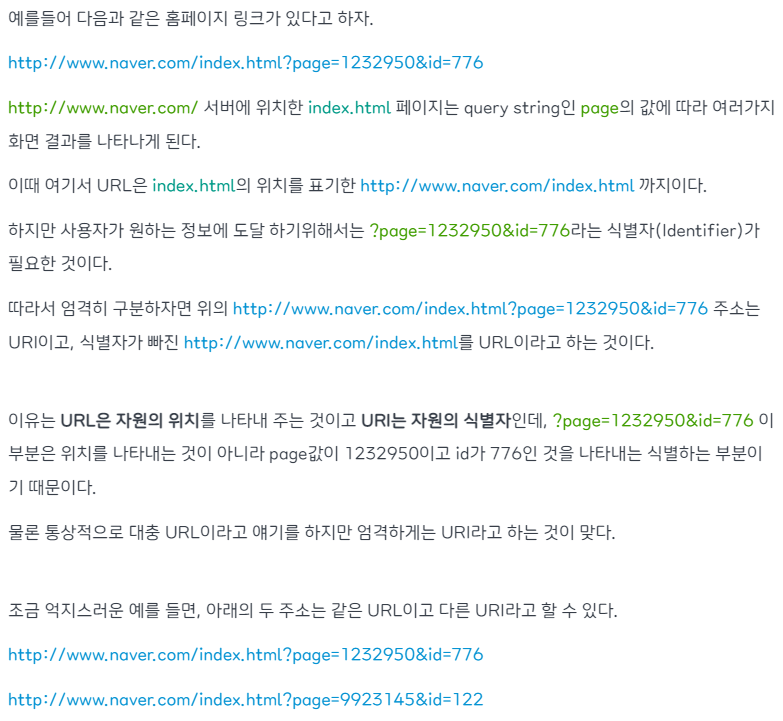 예를들어 다음과 같은 홈페이지 링크가 있다고 하자.
http://www.naver.com/index.html?page=1232950&id=776
http://www.naver.com/ 서버에 위치한 index.html 페이지는 query string인 page의 값에 따라 여러가지
화면 결과를 나타나게 된다.
이때 여기서 URL은 index.html의 위치를 표기한 http://www.naver.com/index.html 까지이다.
하지만 사용자가 원하는 정보에 도달 하기위해서는 ?page=1232950&id=776라는 식별자(Identifier)가
필요한 것이다.
따라서 엄격히 구분하자면 위의 http://www.naver.com/index.html?page=1232950&id=776 주소는
URI이고, 식별자가 빠진 http://www.naver.com/index.html를 URL이라고 하는 것이다.
이유는 URL은 자원의 위치를 나타내 주는 것이고 URI는 자원의 식별자인데, ?page=1232950&id=776 이
부분은 위치를 나타내는 것이 아니라 page값이 1232950이고 id가 776인 것을 나타내는 식별하는 부분이
기 때문이다.
물론 통상적으로 대충 URL이라고 얘기를 하지만 엄격하게는 URI라고 하는 것이 맞다.
조금 억지스러운 예를 들면, 아래의 두 주소는 같은 URL이고 다른 URI라고 할 수 있다.
http://www.naver.com/index.html?page=1232950&id=776
http://www.naver.com/index.html?page=9923145&id=122